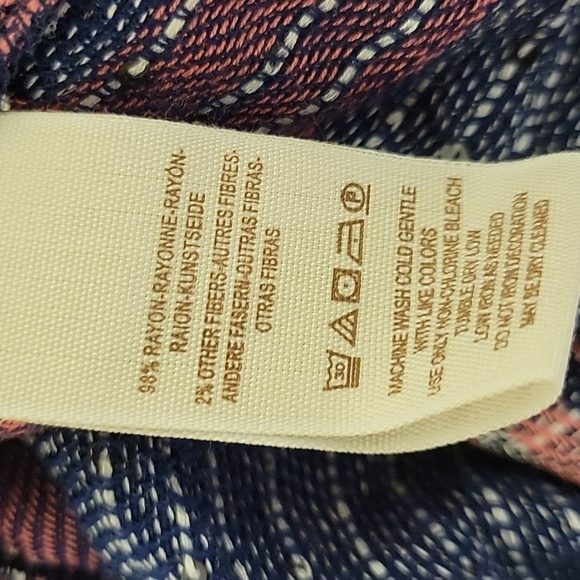 98% RAYON-RAYONNE-RAYÓN-
RAION-KUNSTSEIDE
2% OTHER FIBERS-AUTRES FIBRES-
ANDERE FASERN-OUTRAS FIBRAS-
OTRAS FIBRAS
30 P
MACHINE WASH COLD GENTLE
WITH LIKE COLORS
USE ONLY NON-CHLORINE BLEACH
TUMBLE DRY LOW
LOW IRON AS NEEDED
DO NOT IRON DECORATION
MAY BE DRY CLEANED